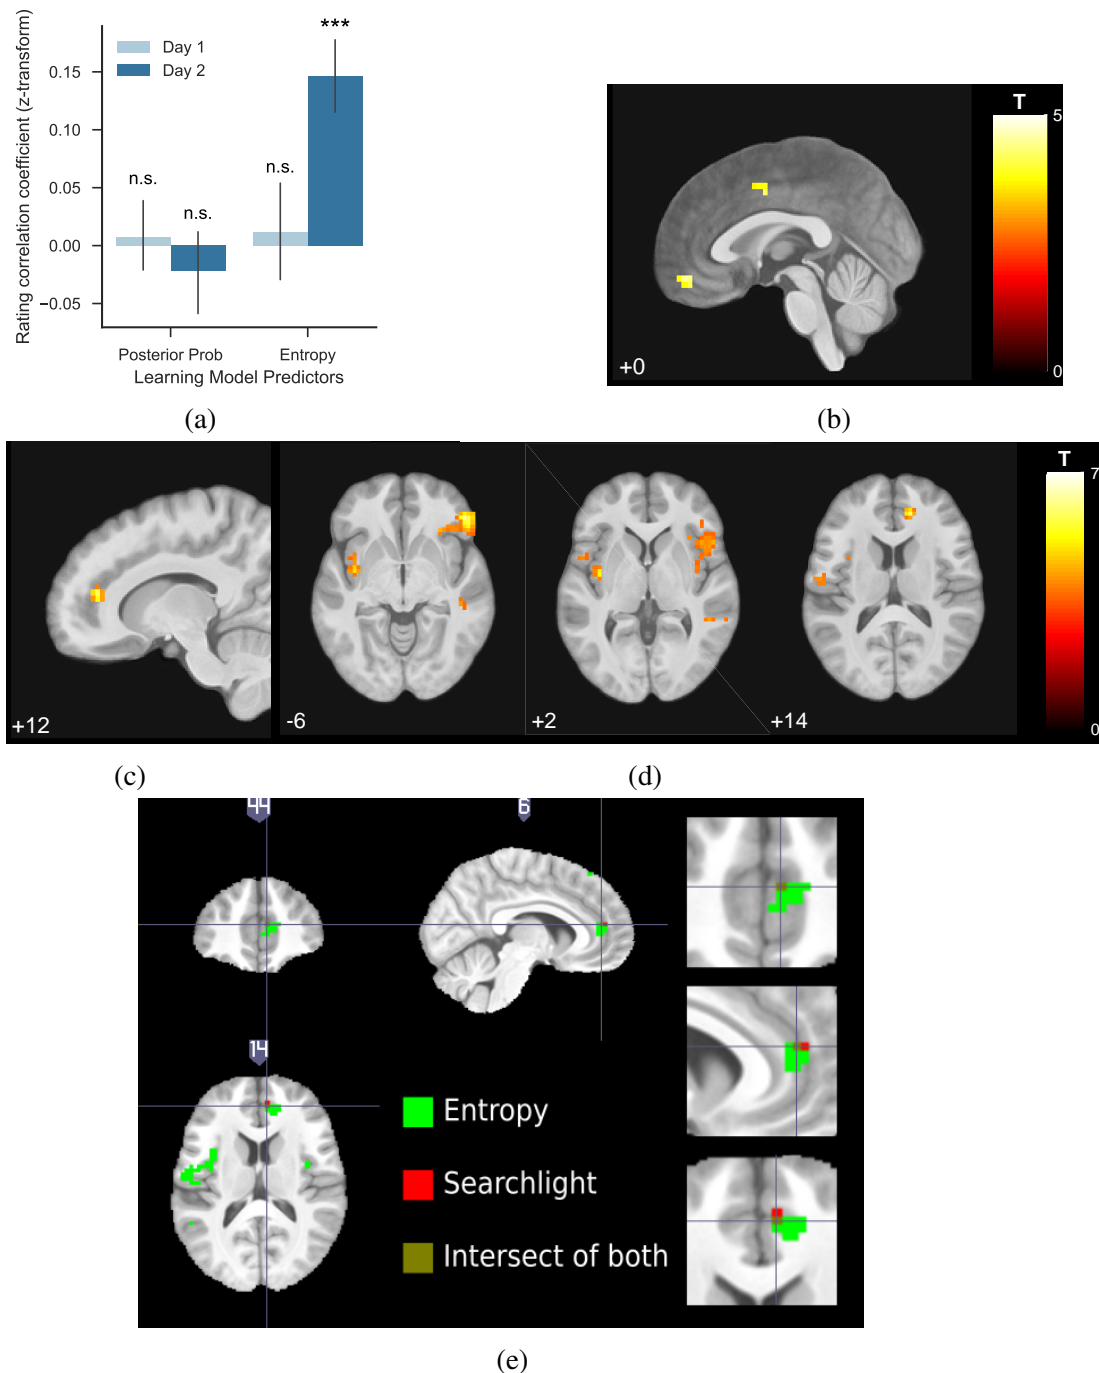 ***
Day 1
Day 2
Rating correlation coefficient (z-transform)
0.15
0.10
0.05
0.00
−0.05
n.s.
n.s.
n.s.
Posterior Prob
Entropy
Learning Model Predictors
(a)
T
5
0
+0
(b)
+12
-6
+2
+14
T
7
0
(c)
(d)
44
6
14
Entropy
Searchlight
Intersect of both
(e)